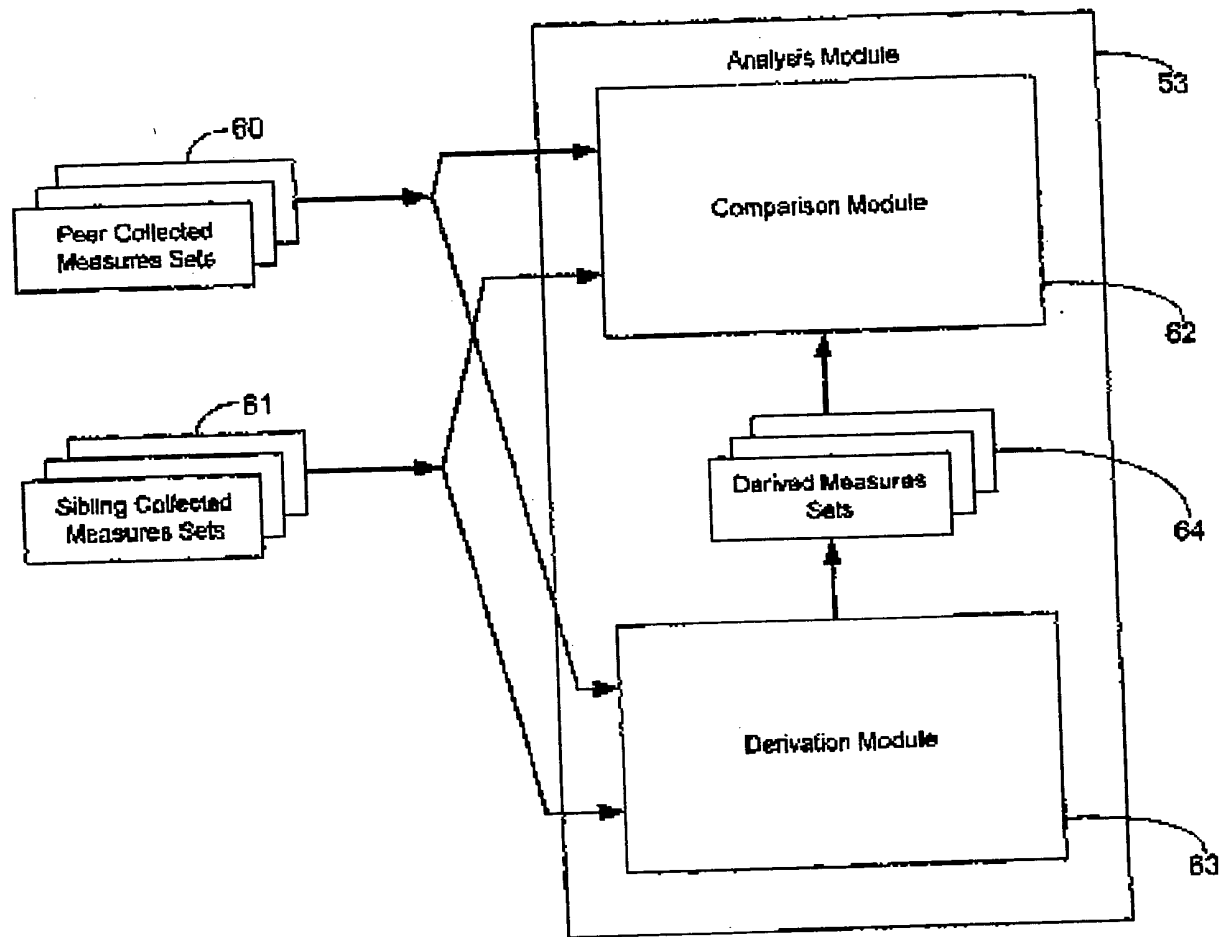 Analysis Module
53
60
Peer Collected
Measures Sets
Comparison Module
62
61
Sibling Collected
Measures Sets
Derived Measures
Sets
64
Derivation Module
63